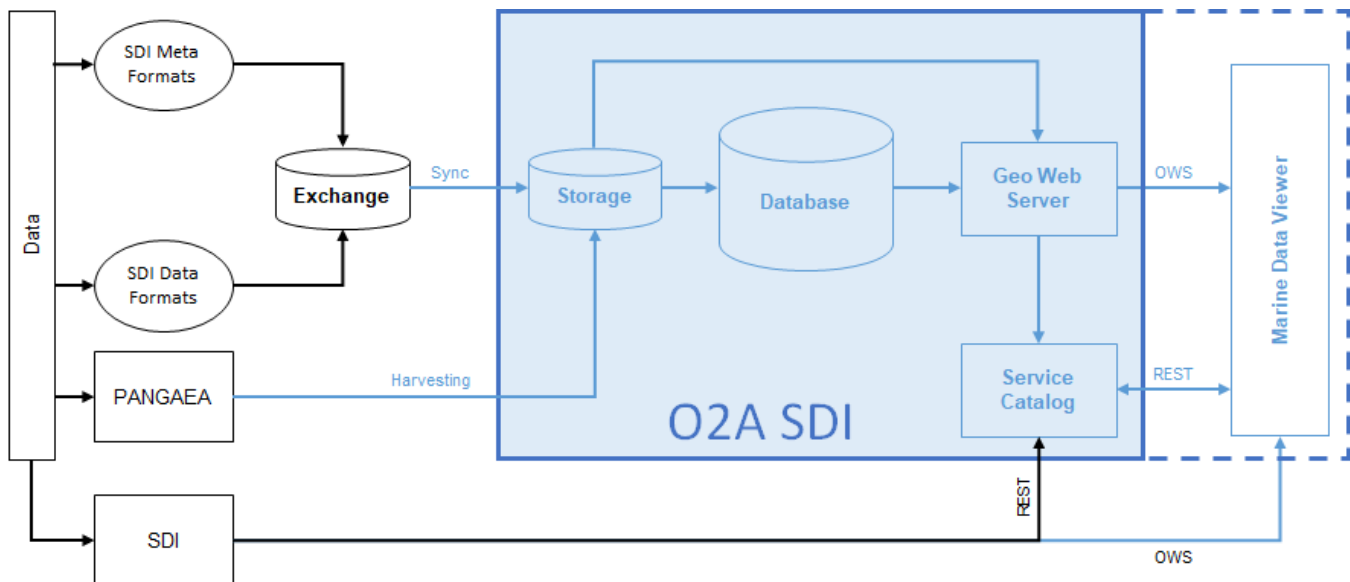 SDI Meta
Formats
Data
Exchange
Sync
Storage
Database
Geo Web
Server
OWS
Marine Data Viewer
SDI Data
Formats
PANGAEA
Harvesting
O2A SDI
Service
Catalog
REST
SDI
REST
OWS